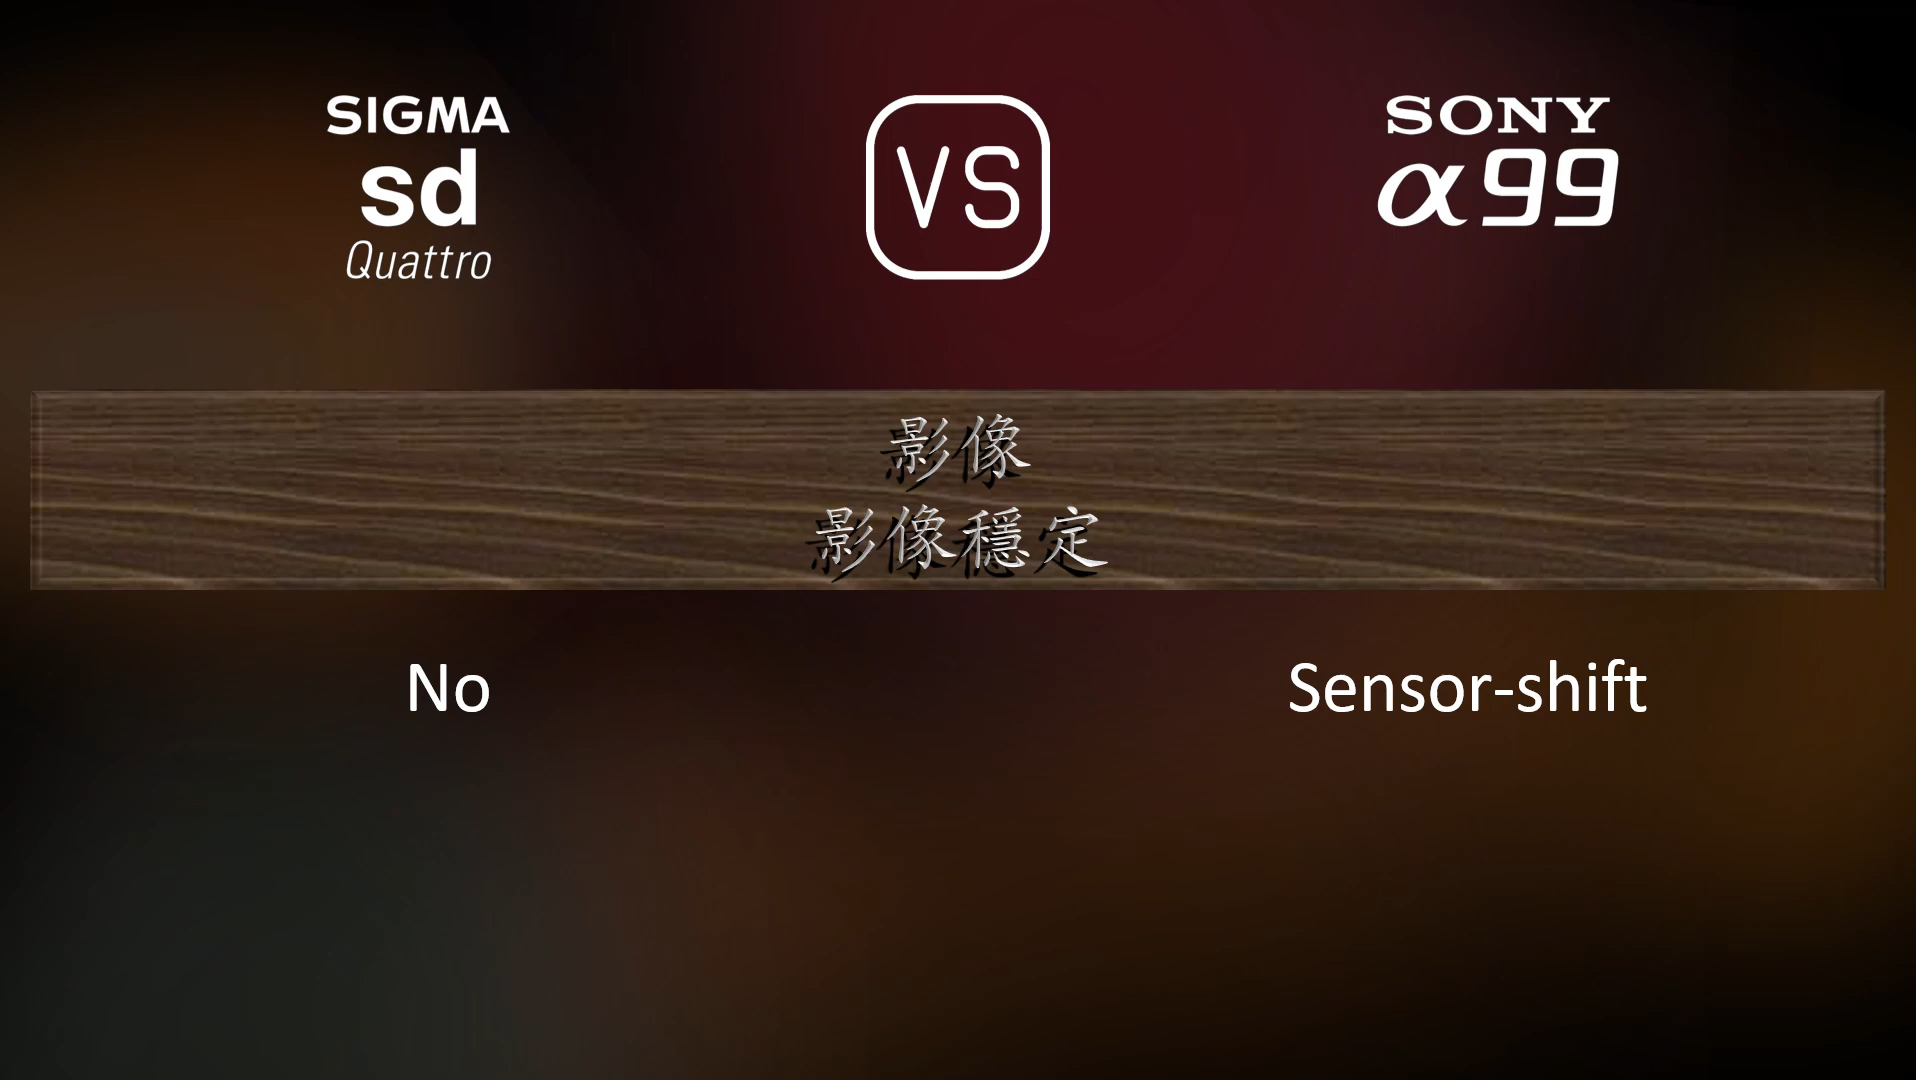 SIGMA
sd
Quattro
VS
SONY
α99
影像
影像穩定
No
Sensor-shift